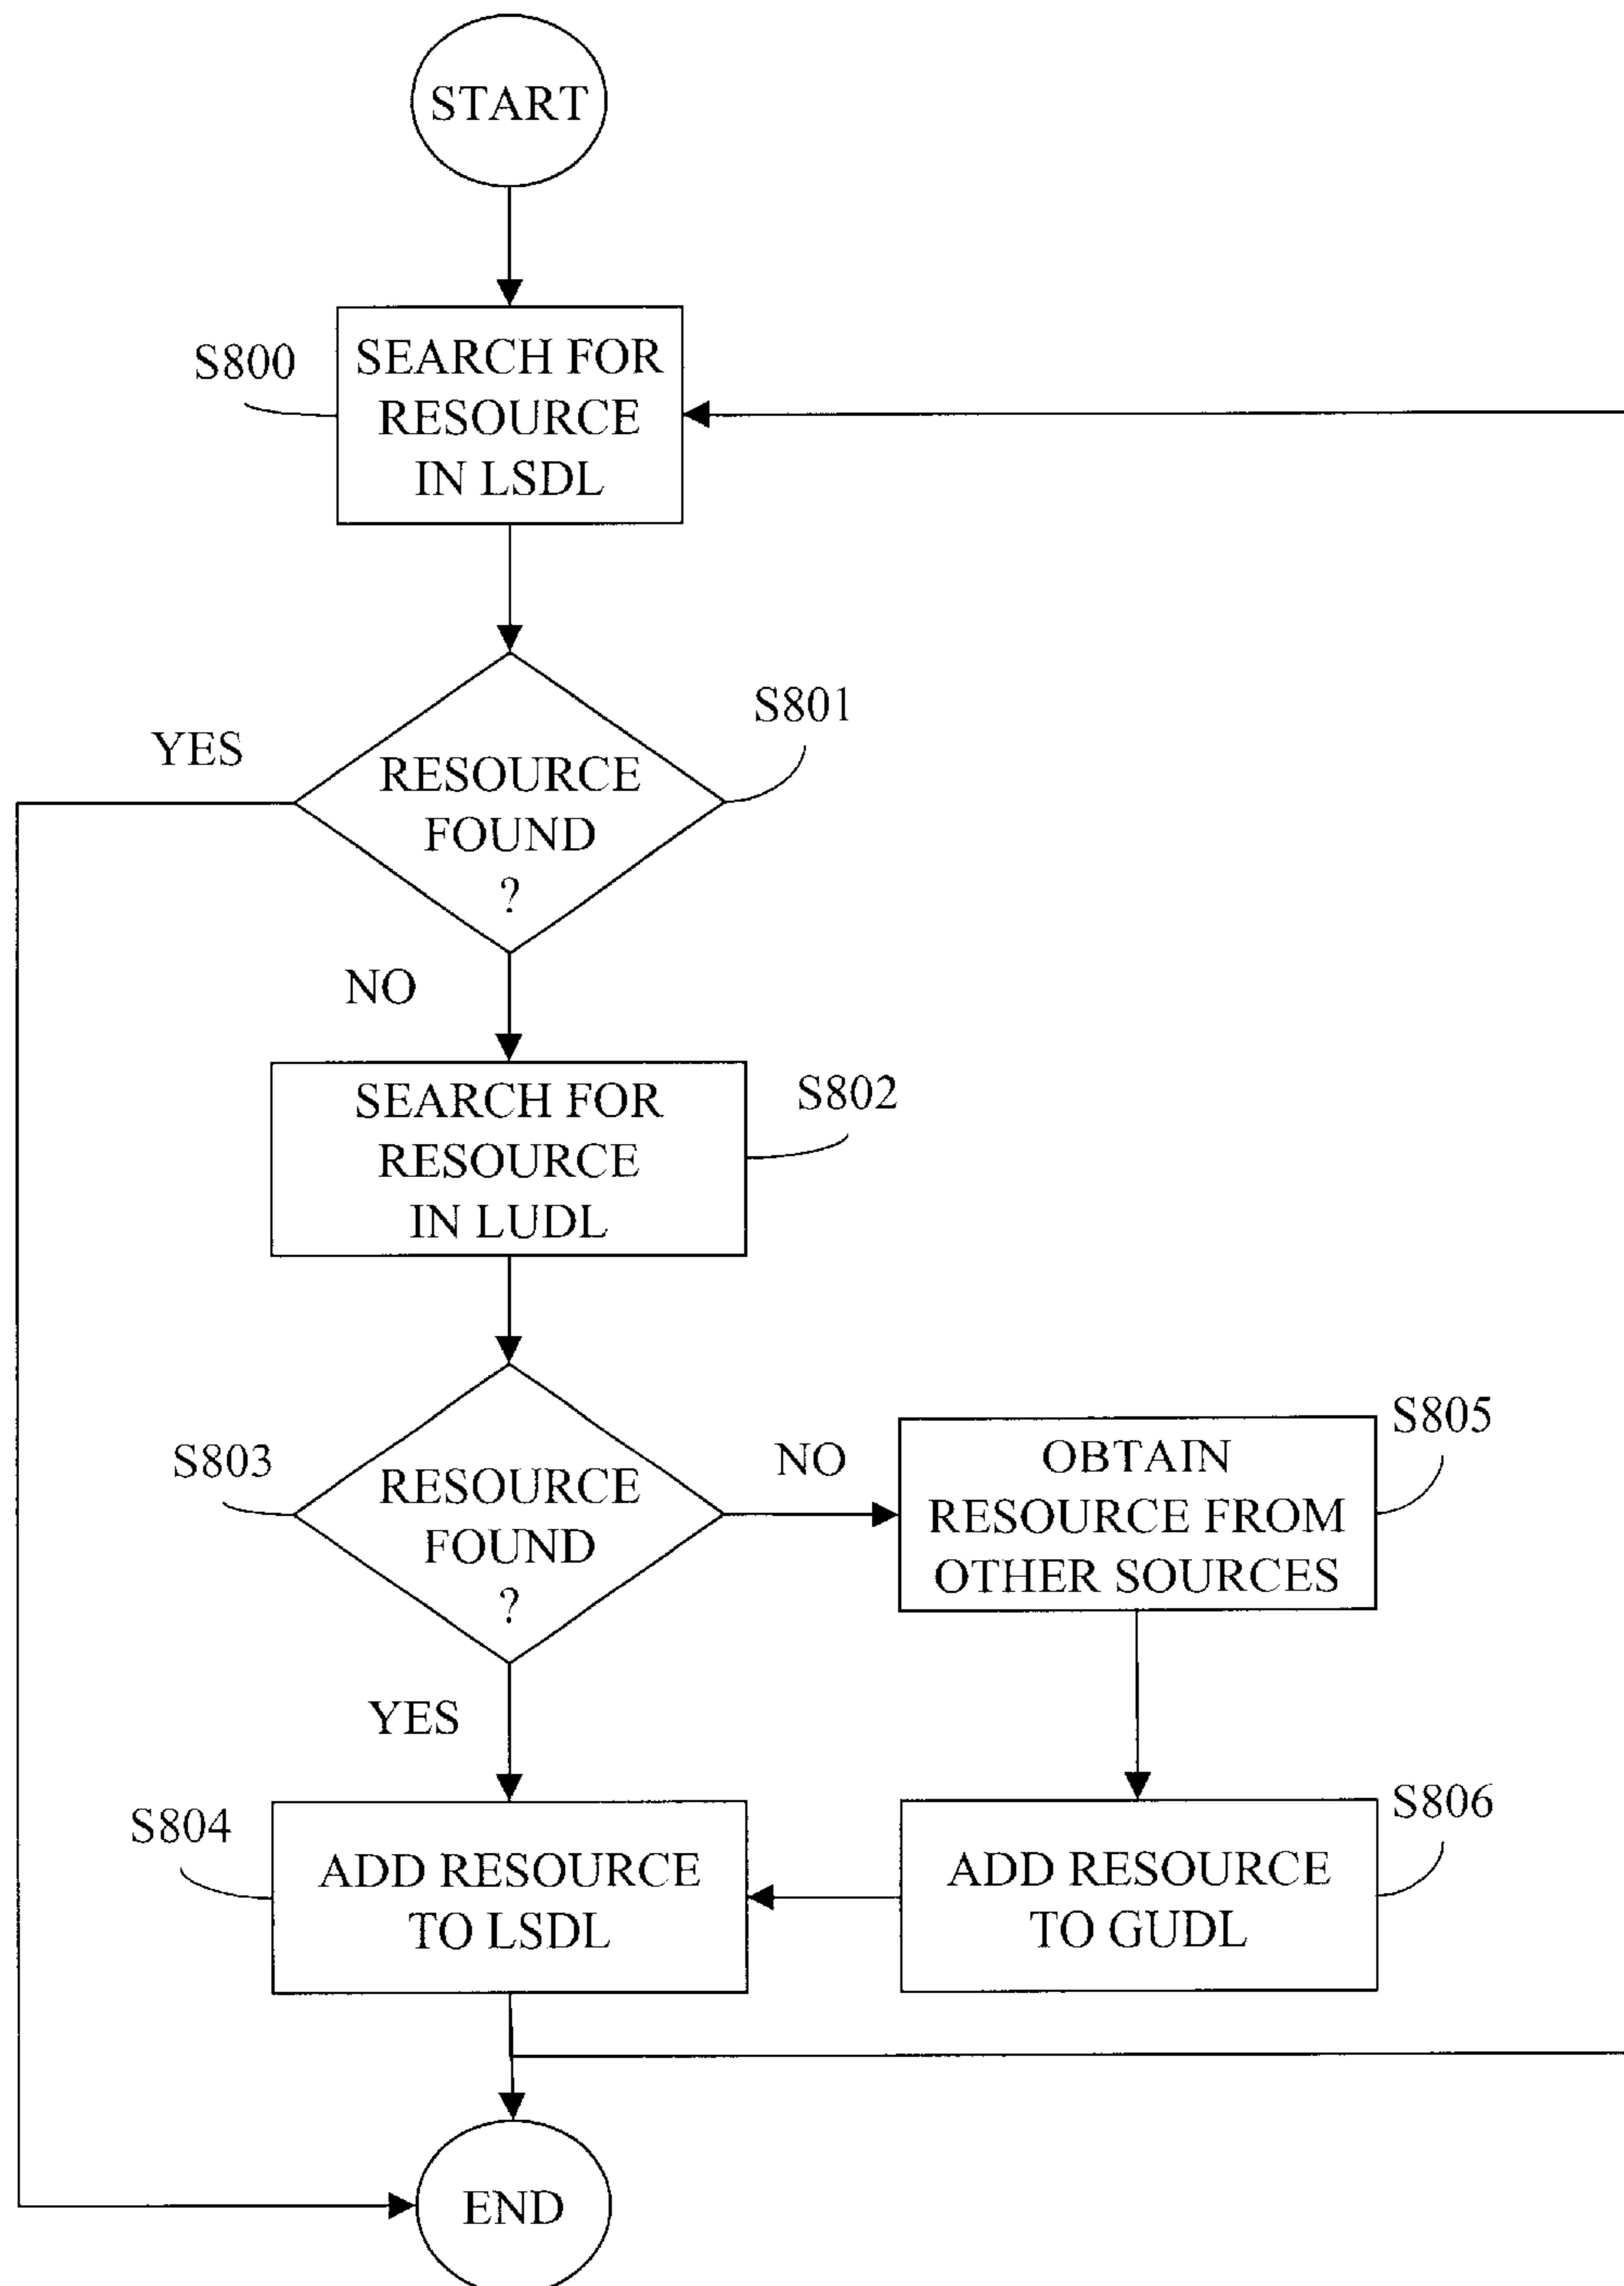 START
S800
SEARCH FOR
RESOURCE
IN LSDL
S801
YES
RESOURCE
FOUND
?
NO
S802
SEARCH FOR
RESOURCE
IN LUDL
S803
RESOURCE
FOUND
?
NO
S805
OBTAIN
RESOURCE FROM
OTHER SOURCES
YES
S804
ADD RESOURCE
TO LSDL
S806
ADD RESOURCE
TO GUDL
END